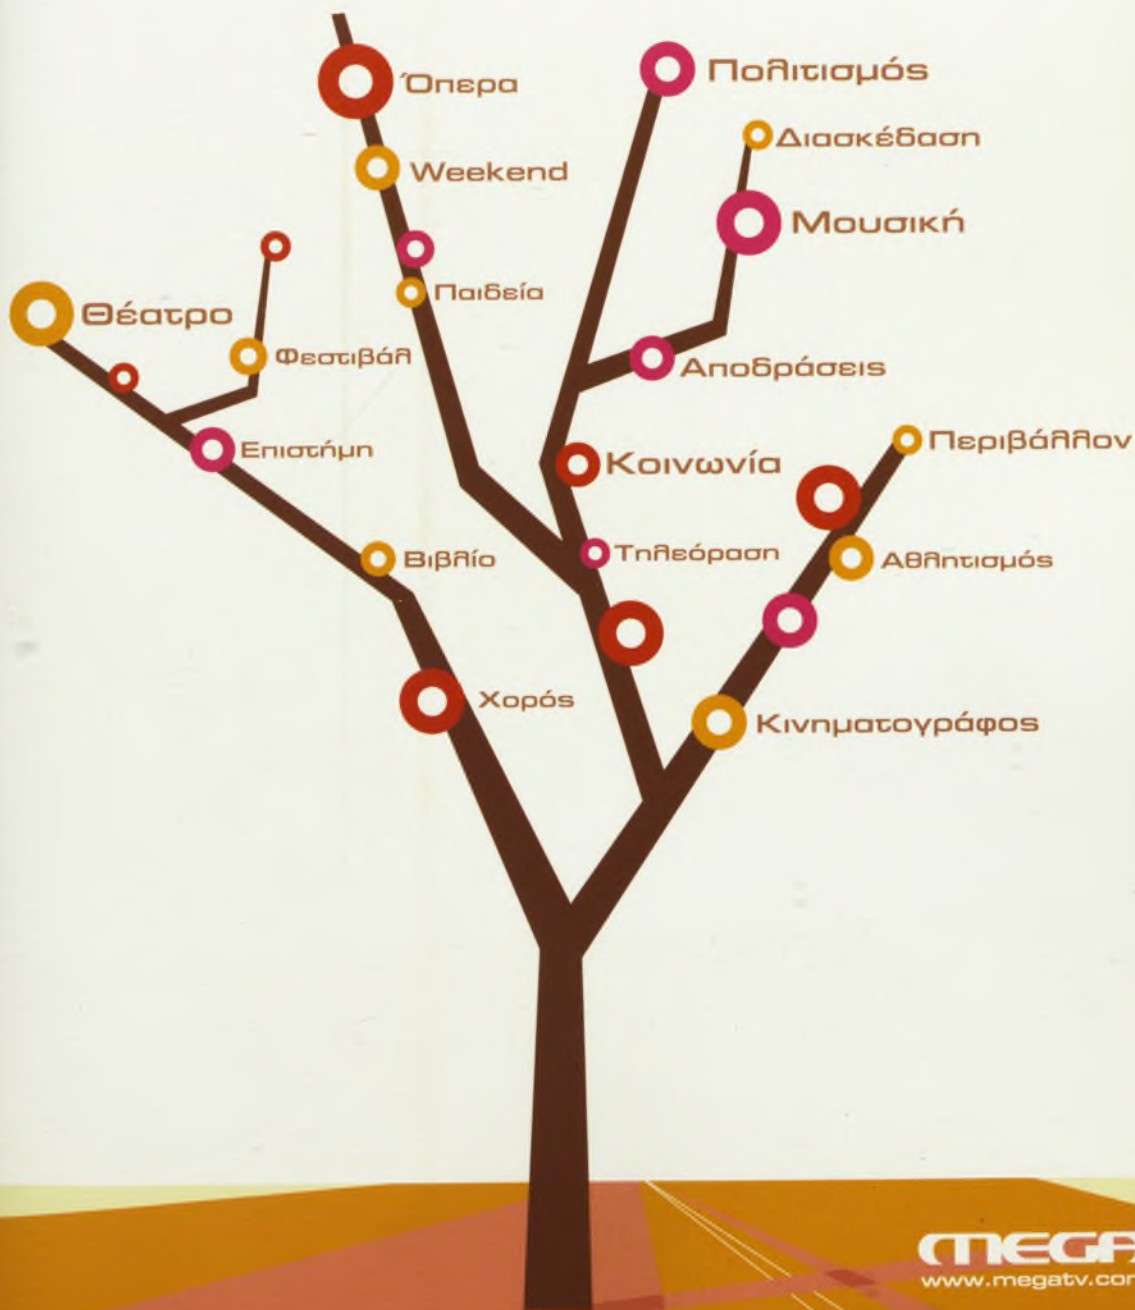 Όπερα
Πολιτισμός
Διασκέδαση
Weekend
Μουσική
Παιδεία
Θέατρο
Φεστιβάλ
Αποδράσεις
Επιστήμη
Περιβάλλον
Κοινωνία
Βιβλίο
Τηλεόραση
Αθλητισμός
Χορός
Κινηματογράφος
MEGA
www.megatv.com